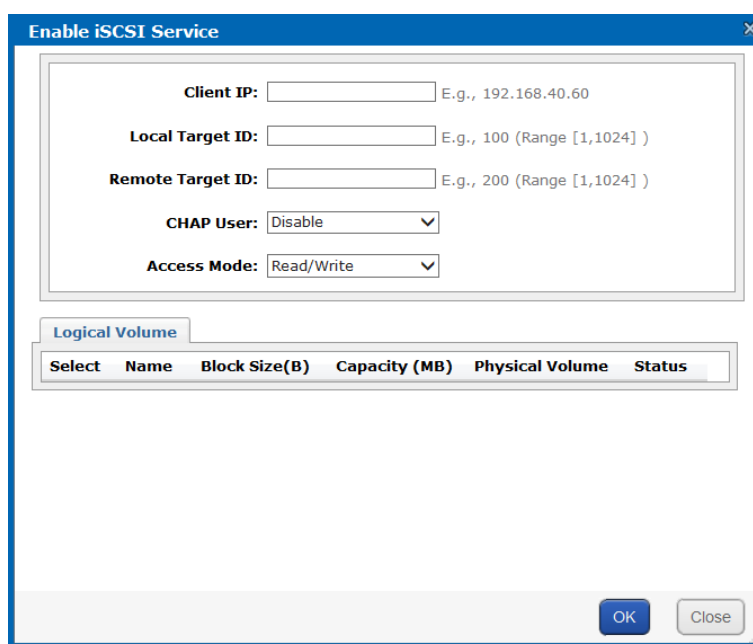 Enable iSCSI Service
Client IP: E.g., 192.168.40.60
Local Target ID: E.g., 100 (Range [1,1024] )
Remote Target ID: E.g., 200 (Range [1,1024] )
CHAP User: Disable
Access Mode: Read/Write
Logical Volume
Select Name Block Size(B) Capacity (MB) Physical Volume Status
OK Close